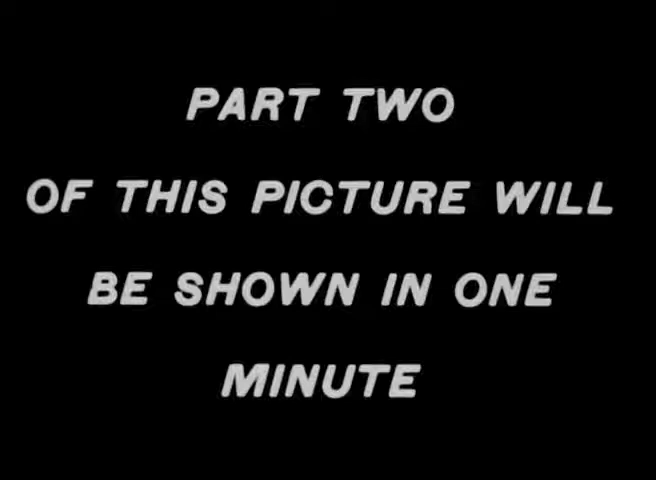 PART TWO
OF THIS PICTURE WILL
BE SHOWN IN ONE
MINUTE